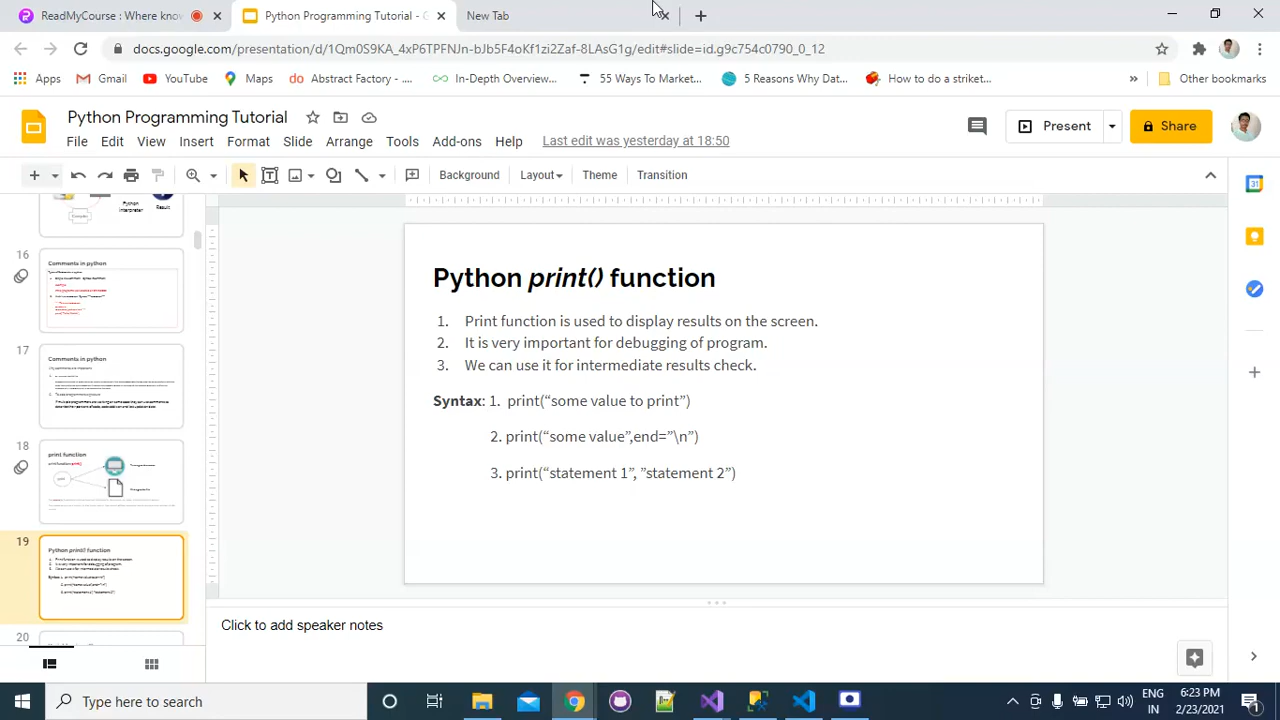 ReadMyCourse: Where know
Python Programming Tutorial - G
New Tab
docs.google.com/presentation/d/1Qm0S9KA_4xP6TPFNJn-bJb5F4otf1zi2Zaf-8LAsG1g/edit#slide=id.g9c754c0790_0_12
Apps
Gmail
YouTube
Maps
do Abstract Factory - ...
In-Depth Overview...
55 Ways To Market...
5 Reasons Why Dat...
How to do a striket...
»
Other bookmarks
Python Programming Tutorial
Present
Share
File Edit View Insert Format Slide Arrange Tools Add-ons Help
Last edit was yesterday at 18:50
Background
Layout
Theme
Transition
31
Python
interpreter
Result
16
Comments in python
17
Comments in python
18
print function
19
Python print() function
20
Python print() function
1. Print function is used to display results on the screen.
2. It is very important for debugging of program.
3. We can use it for intermediate results check.
Syntax: 1. print(“some value to print”)
2. print(“some value”,end=”\n”)
3. print(“statement 1”, ”statement 2”)
Click to add speaker notes
Type here to search
ENG
IN
6:23 PM
2/23/2021
1